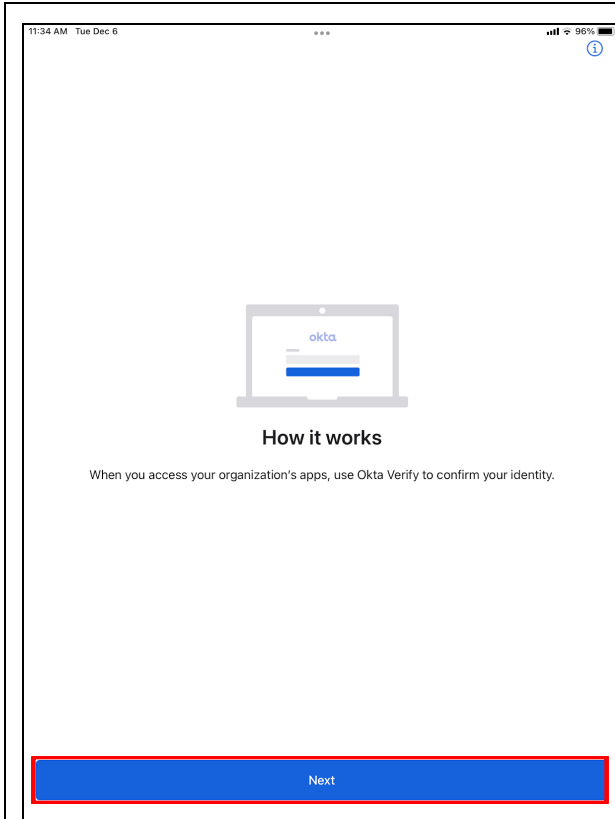 11:34 AM Tue Dec 6 96%
okta
How it works
When you access your organization's apps, use Okta Verify to confirm your identity.
Next